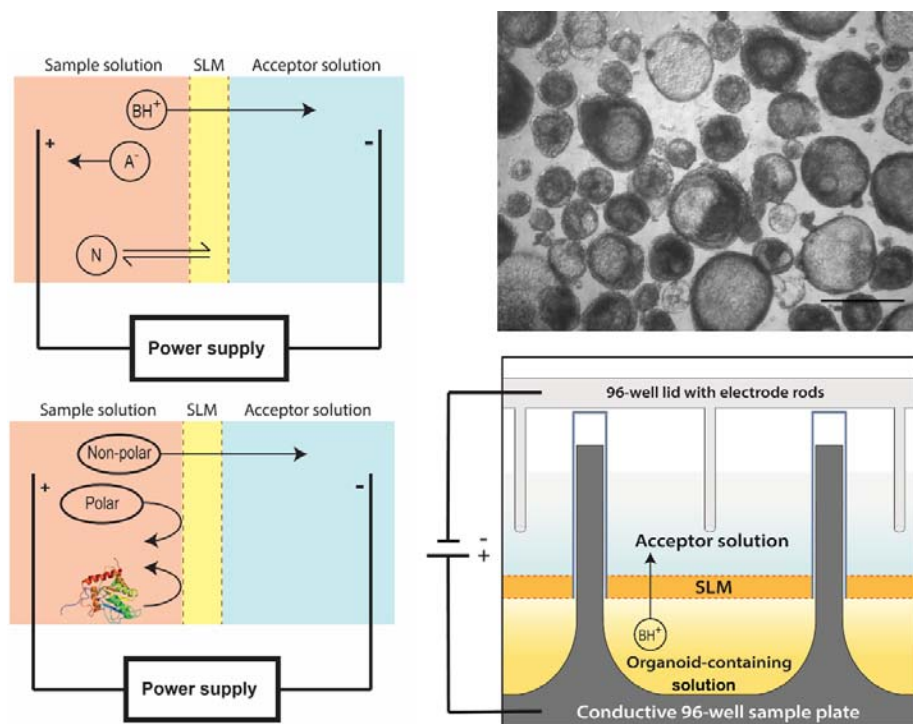 Sample solution SLM Acceptor solution
BH+
+ -
A-
N
Power supply
Sample solution SLM Acceptor solution
Non-polar
+ -
Polar
Power supply
96-well lid with electrode rods
-
+
Acceptor solution
SLM
BH+
Organoid-containing
solution
Conductive 96-well sample plate